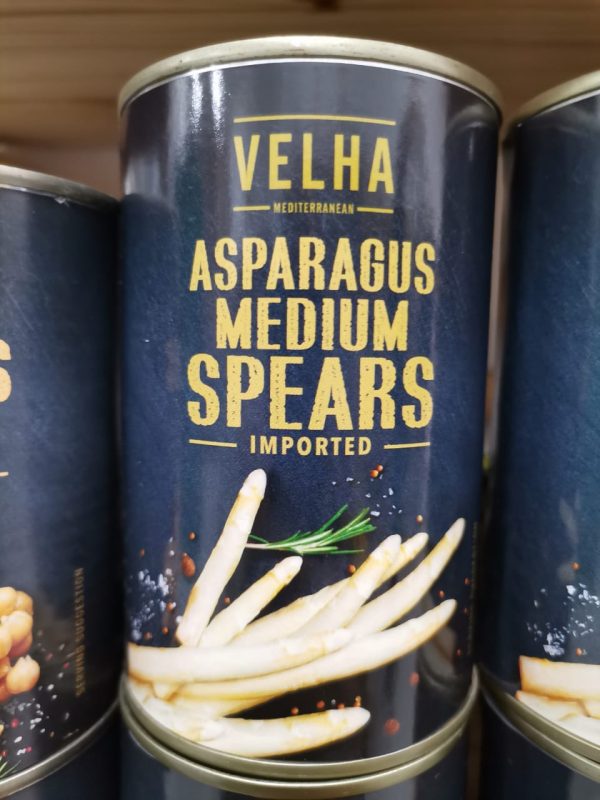 VELHA
MEDITERRANEAN
ASPARAGUS
MEDIUM
SPEARS
IMPORTED
S
SERVING SUGGESTION